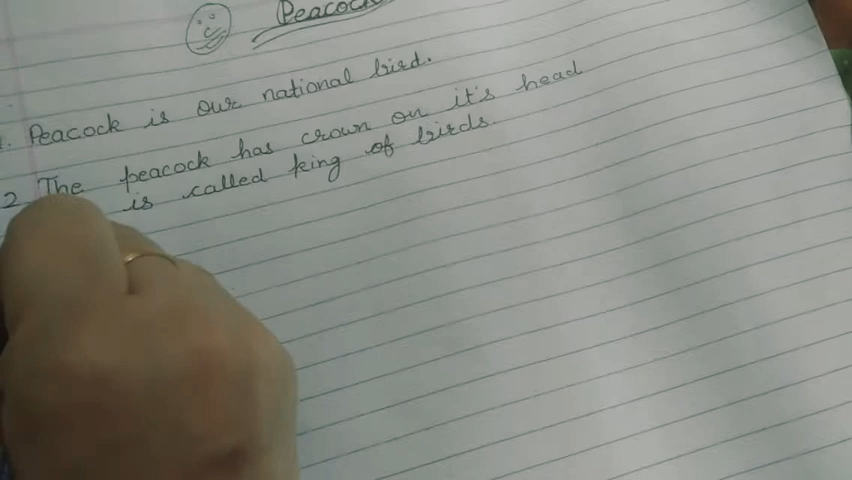 Peacock
1. Peacock is our national bird.
2 The peacock has crown on it's head
is called king of birds.